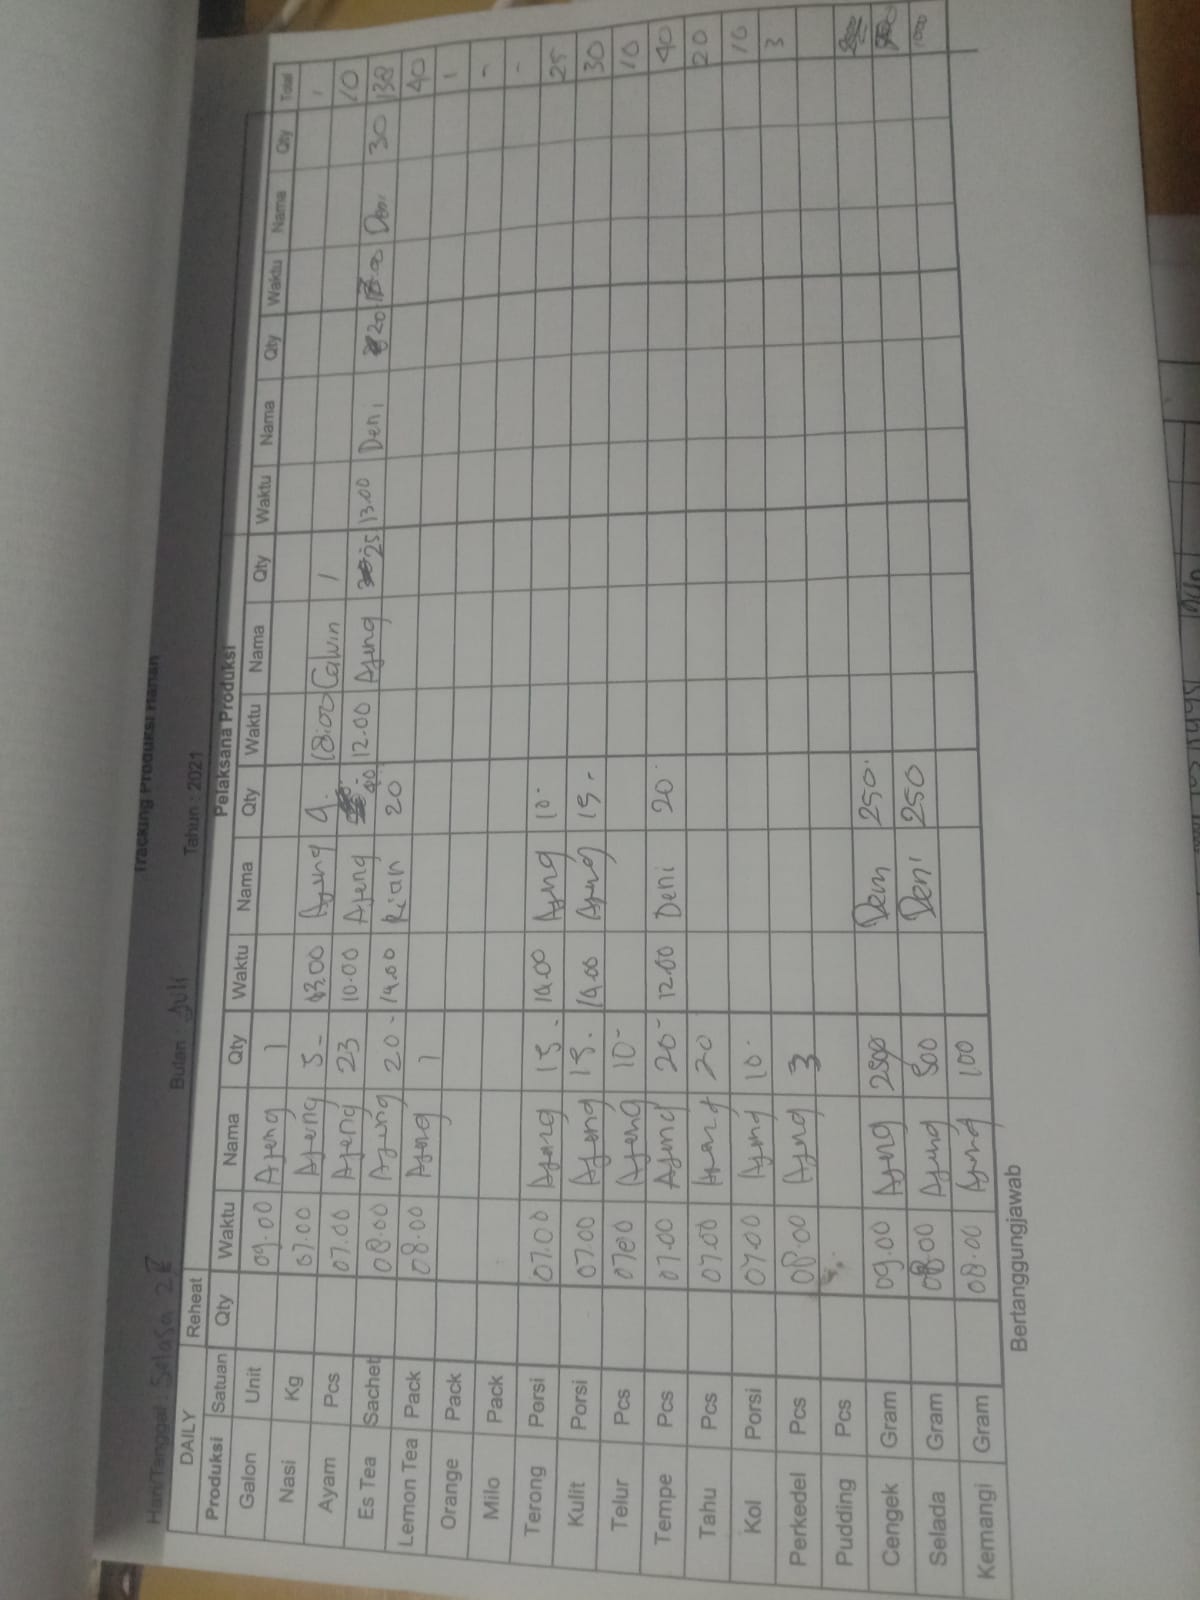 Tracking Produksi Harian
Hari/Tanggal : Selasa 27 Bulan : Juli Tahun : 2021
DAILY Reheat Pelaksana Produksi
Produksi Satuan Qty Waktu Nama Qty Waktu Nama Qty Waktu Nama Qty Waktu Nama Qty Waktu Nama Qty Total
Galon Unit 09.00 Ajeng 1 1
Nasi Kg 07.00 Ajeng 5- 13.00 Ajeng 4. 18:00 Calvin 1 10
Ayam Pcs 07.00 Ajeng 23 10.00 Ajeng 40 12.00 Ajeng 25 13.00 Deni 20 Deni 30 138
Es Tea Sachet 08.00 Ajeng 20- 14.00 Rian 20 40
Lemon Tea Pack 08.00 Ajeng 1 1
Orange Pack -
Milo Pack -
Terong Porsi 07.00 Ajeng 15- 14.00 Ajeng 10. 25
Kulit Porsi 07.00 Ajeng 15. 14.00 Ajeng 15- 30
Telur Pcs 07.00 Ajeng 10- 10
Tempe Pcs 07.00 Ajeng 20- 12.00 Deni 20. 40
Tahu Pcs 07.00 Ajeng 20 20
Kol Porsi 07.00 Ajeng 10. 10
Perkedel Pcs 08.00 Ajeng 3 3
Pudding Pcs
Cengek Gram 09.00 Ajeng Deni 250.
Selada Gram 08.00 Ajeng 500 Deni 250
Kemangi Gram 08.00 Ajeng 100
Bertanggungjawab